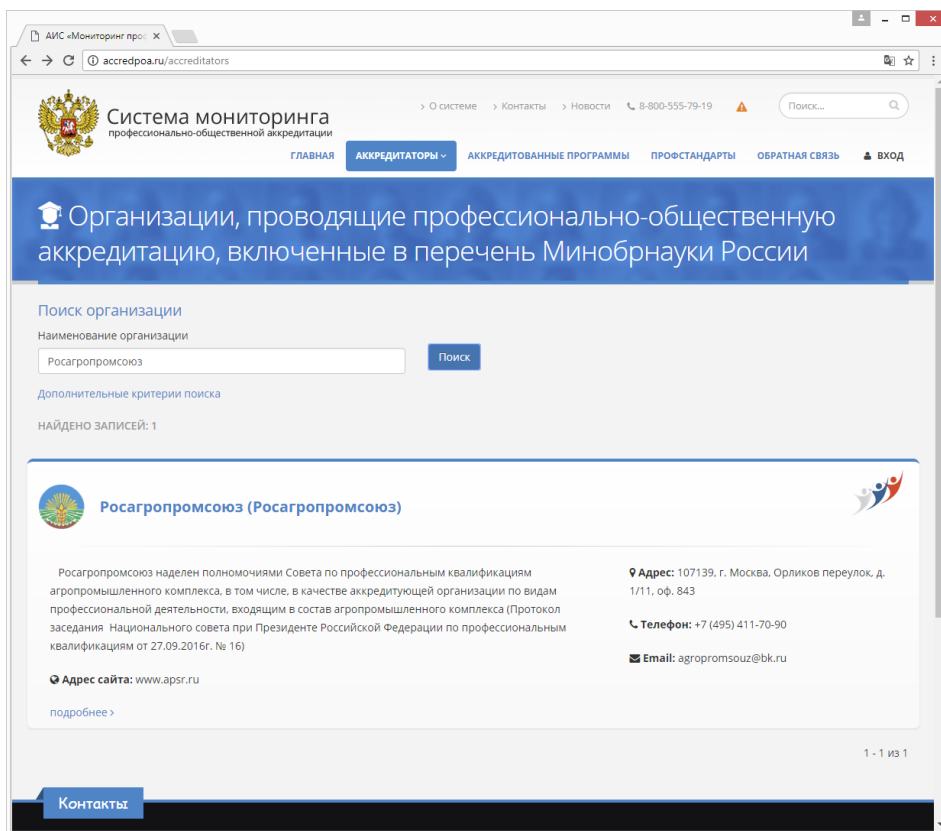 АИС «Мониторинг проф
accredpoa.ru/accreditators
Система мониторинга
профессионально-общественной аккредитации
О системе
Контакты
Новости
8-800-555-79-19
Поиск...
ГЛАВНАЯ
АККРЕДИТАТОРЫ
АККРЕДИТОВАННЫЕ ПРОГРАММЫ
ПРОФСТАНДАРТЫ
ОБРАТНАЯ СВЯЗЬ
ВХОД
Организации, проводящие профессионально-общественную
аккредитацию, включенные в перечень Минобрнауки России
Поиск организации
Наименование организации
Росагропромсоюз
Поиск
Дополнительные критерии поиска
НАЙДЕНО ЗАПИСЕЙ: 1
Росагропромсоюз (Росагропромсоюз)
Росагропромсоюз наделен полномочиями Совета по профессиональным квалификациям
агропромышленного комплекса, в том числе, в качестве аккредитующей организации по видам
профессиональной деятельности, входящим в состав агропромышленного комплекса (Протокол
заседания Национального совета при Президенте Российской Федерации по профессиональным
квалификациям от 27.09.2016г. № 16)
Адрес сайта: www.apsr.ru
подробнее >
Адрес: 107139, г. Москва, Орликов переулок, д.
1/11, оф. 843
Телефон: +7 (495) 411-70-90
Email: agropromsouz@bk.ru
1 - 1 из 1
Контакты